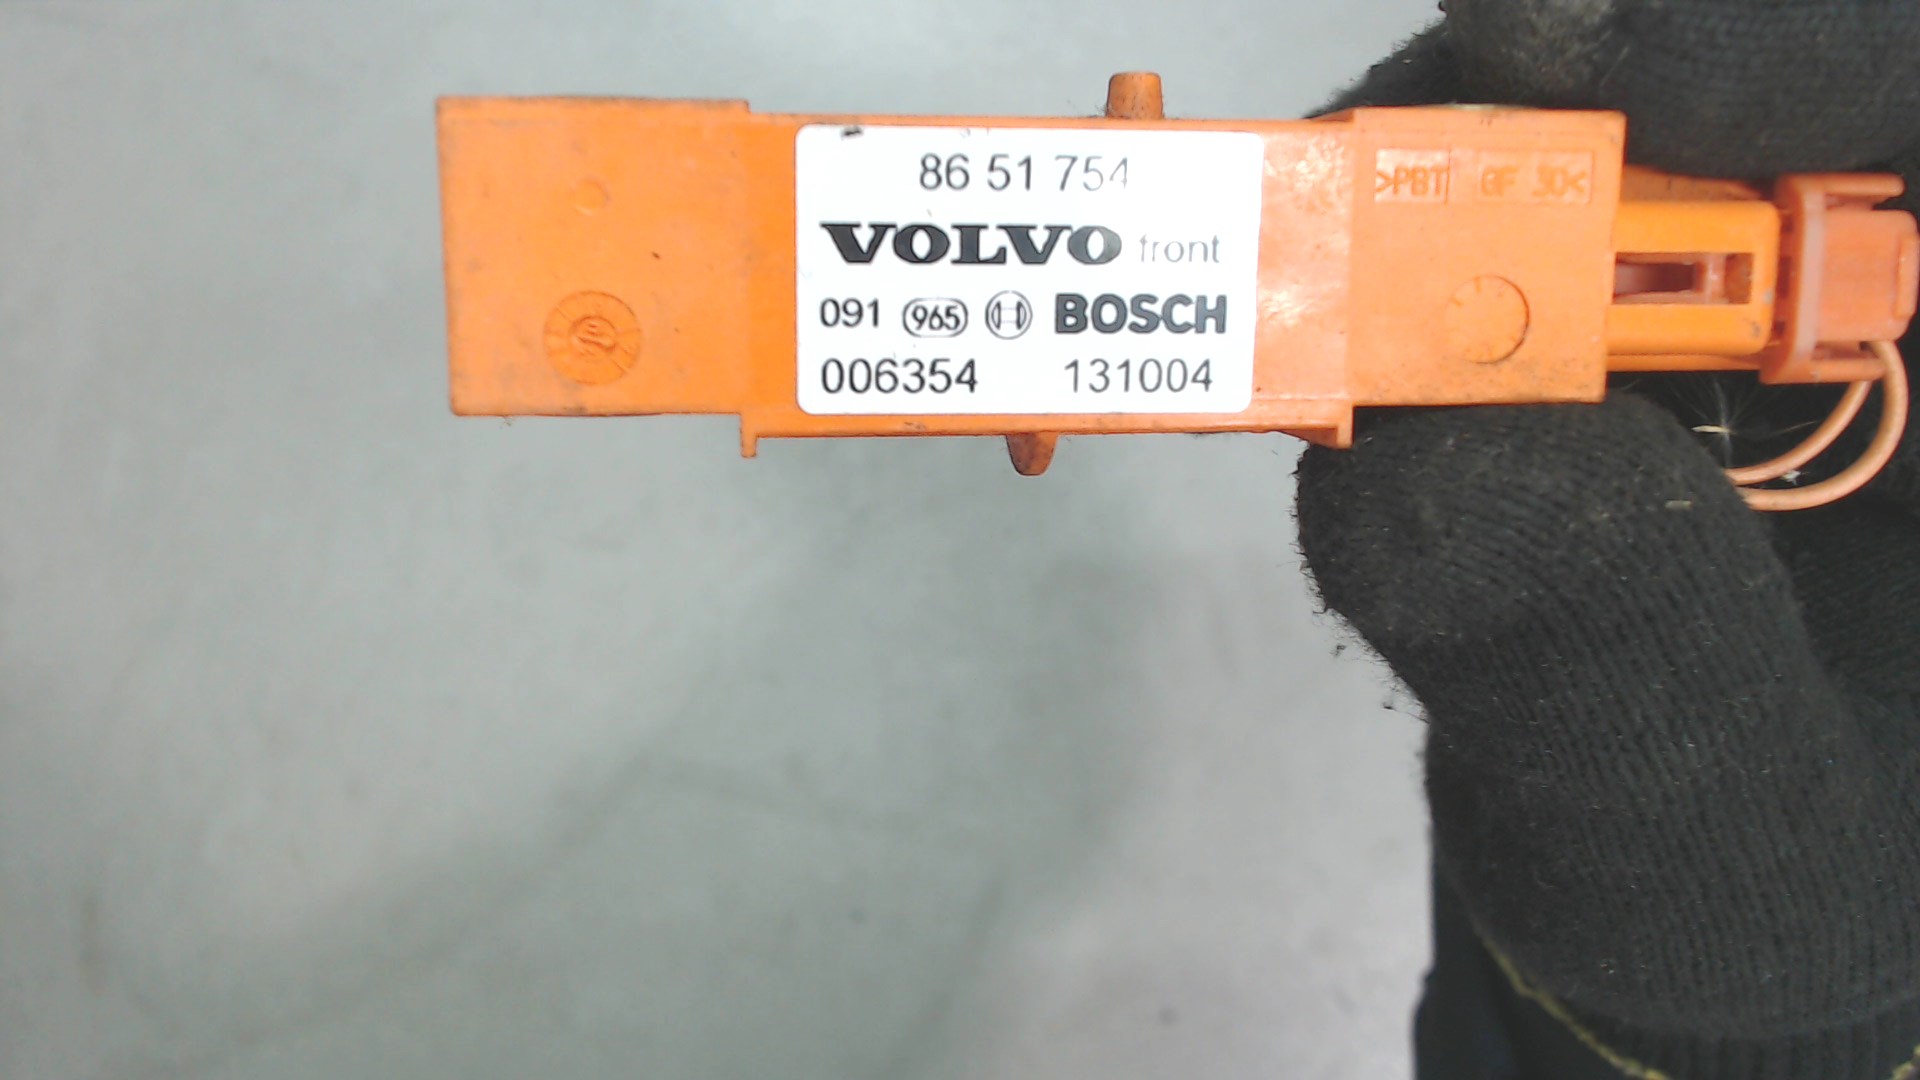 86 51 754
VOLVO front
091 965 BOSCH
006354 131004
>PBT GF 30<